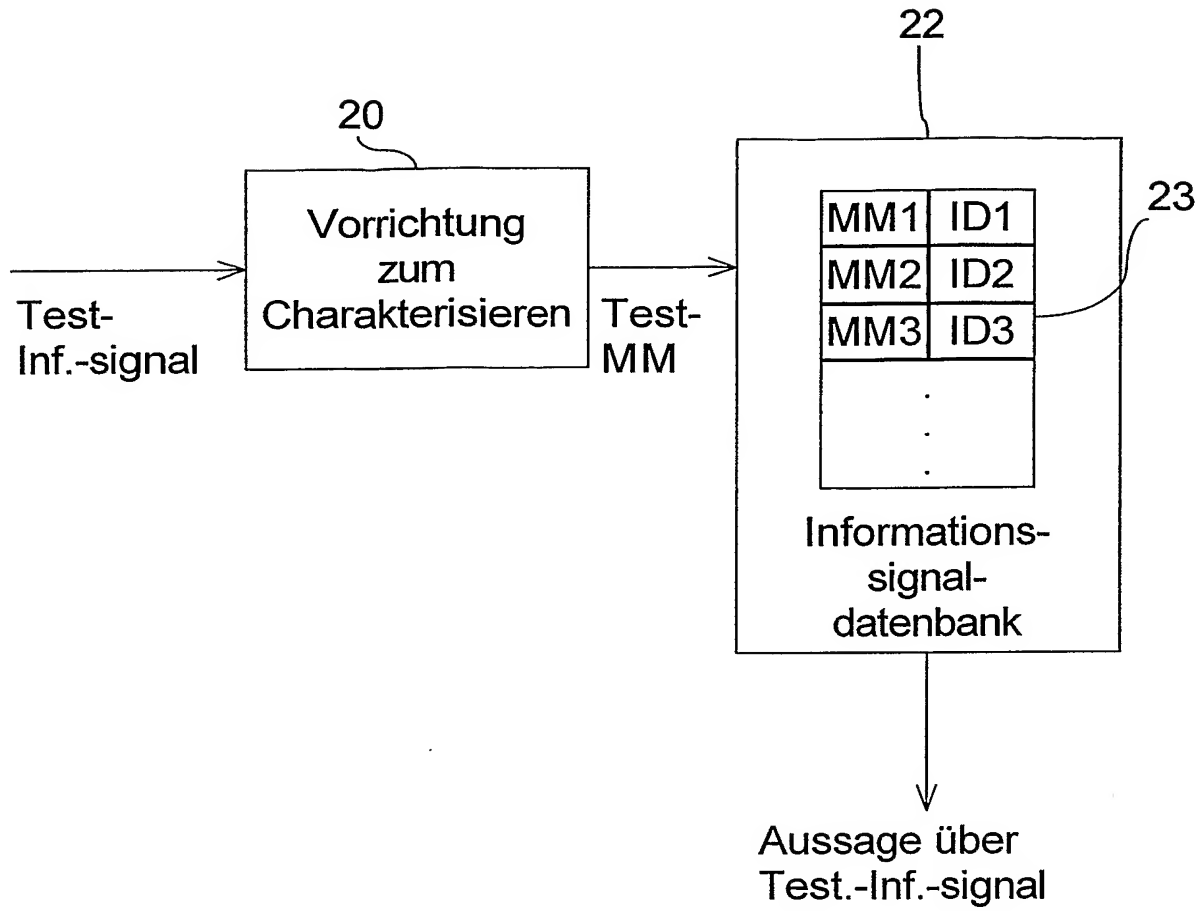 22
20
Vorrichtung
zum
Charakterisieren
Test-
Inf.-signal
Test-
MM
23
MM1 ID1
MM2 ID2
MM3 ID3
.
.
.
Informations-
signal-
datenbank
Aussage über
Test.-Inf.-signal